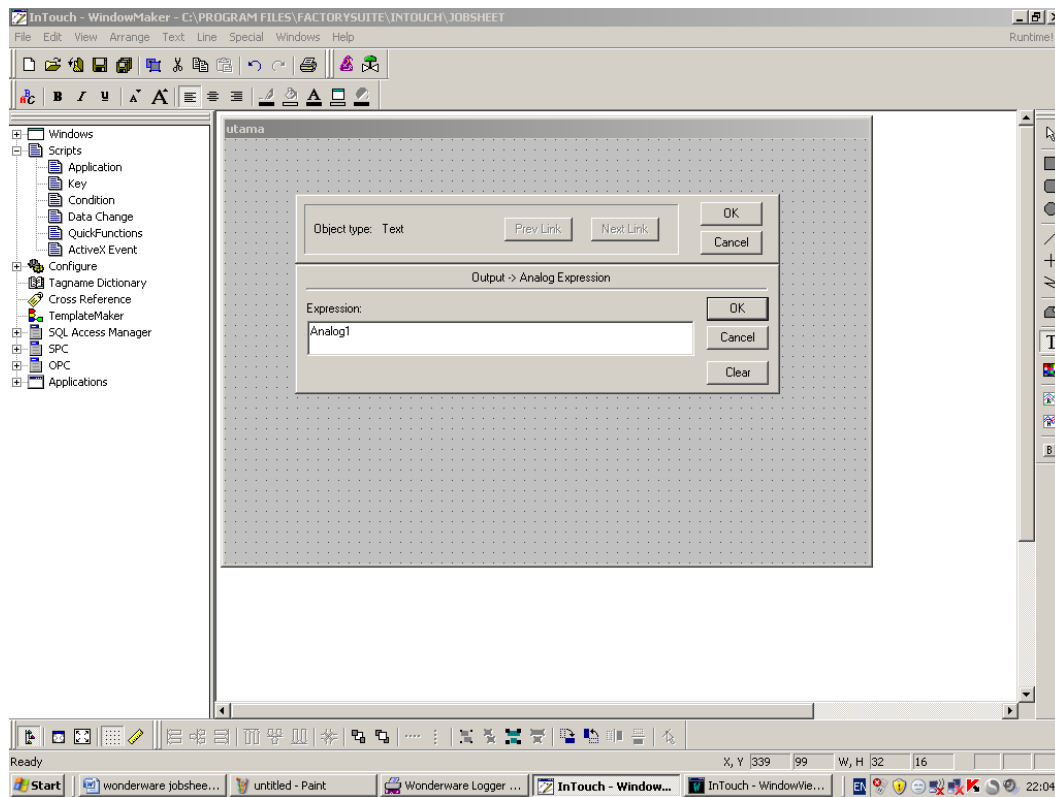 InTouch - WindowMaker - C:\PROGRAM FILES\FACTORYSUITE\INTOUCH\JOBSHEET
File Edit View Arrange Text Line Special Windows Help Runtime!
B I U A A A
Windows
Scripts
Application
Key
Condition
Data Change
QuickFunctions
ActiveX Event
Configure
Tagname Dictionary
Cross Reference
TemplateMaker
SQL Access Manager
SPC
OPC
Applications
utama
Object type: Text
Prev Link
Next Link
OK
Cancel
Output -> Analog Expression
Expression:
Analog1
OK
Cancel
Clear
T
B
Ready
X, Y 339 99 W, H 32 16
Start
wonderware jobshee...
untitled - Paint
Wonderware Logger ...
InTouch - Window...
InTouch - WindowVie...
EN
22:04